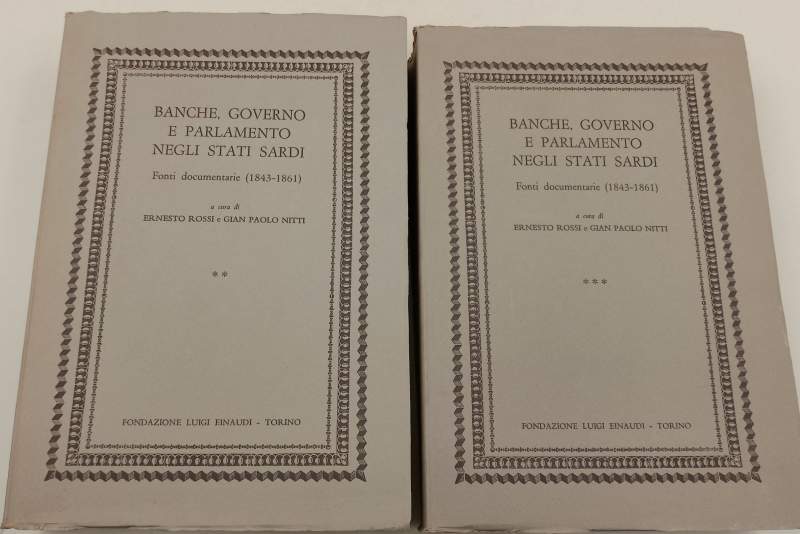 BANCHE, GOVERNO
E PARLAMENTO
NEGLI STATI SARDI
Fonti documentarie (1843-1861)
a cura di
ERNESTO ROSSI e GIAN PAOLO NITTI
**
FONDAZIONE LUIGI EINAUDI - TORINO
BANCHE, GOVERNO
E PARLAMENTO
NEGLI STATI SARDI
Fonti documentarie (1843-1861)
a cura di
ERNESTO ROSSI e GIAN PAOLO NITTI
***
FONDAZIONE LUIGI EINAUDI - TORINO